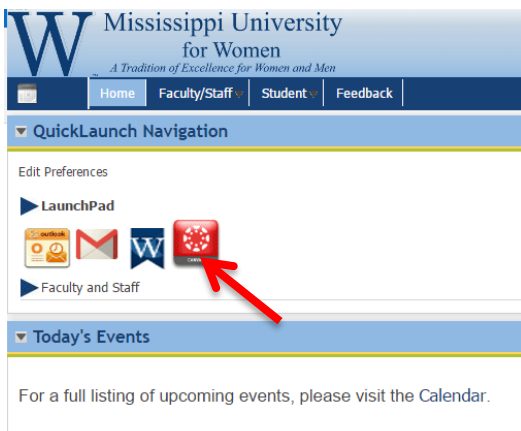 W
Mississippi University
for Women
A Tradition of Excellence for Women and Men
Home Faculty/Staff Student Feedback
QuickLaunch Navigation
Edit Preferences
LaunchPad
outlook
W
CANVAS
Faculty and Staff
Today's Events
For a full listing of upcoming events, please visit the Calendar.